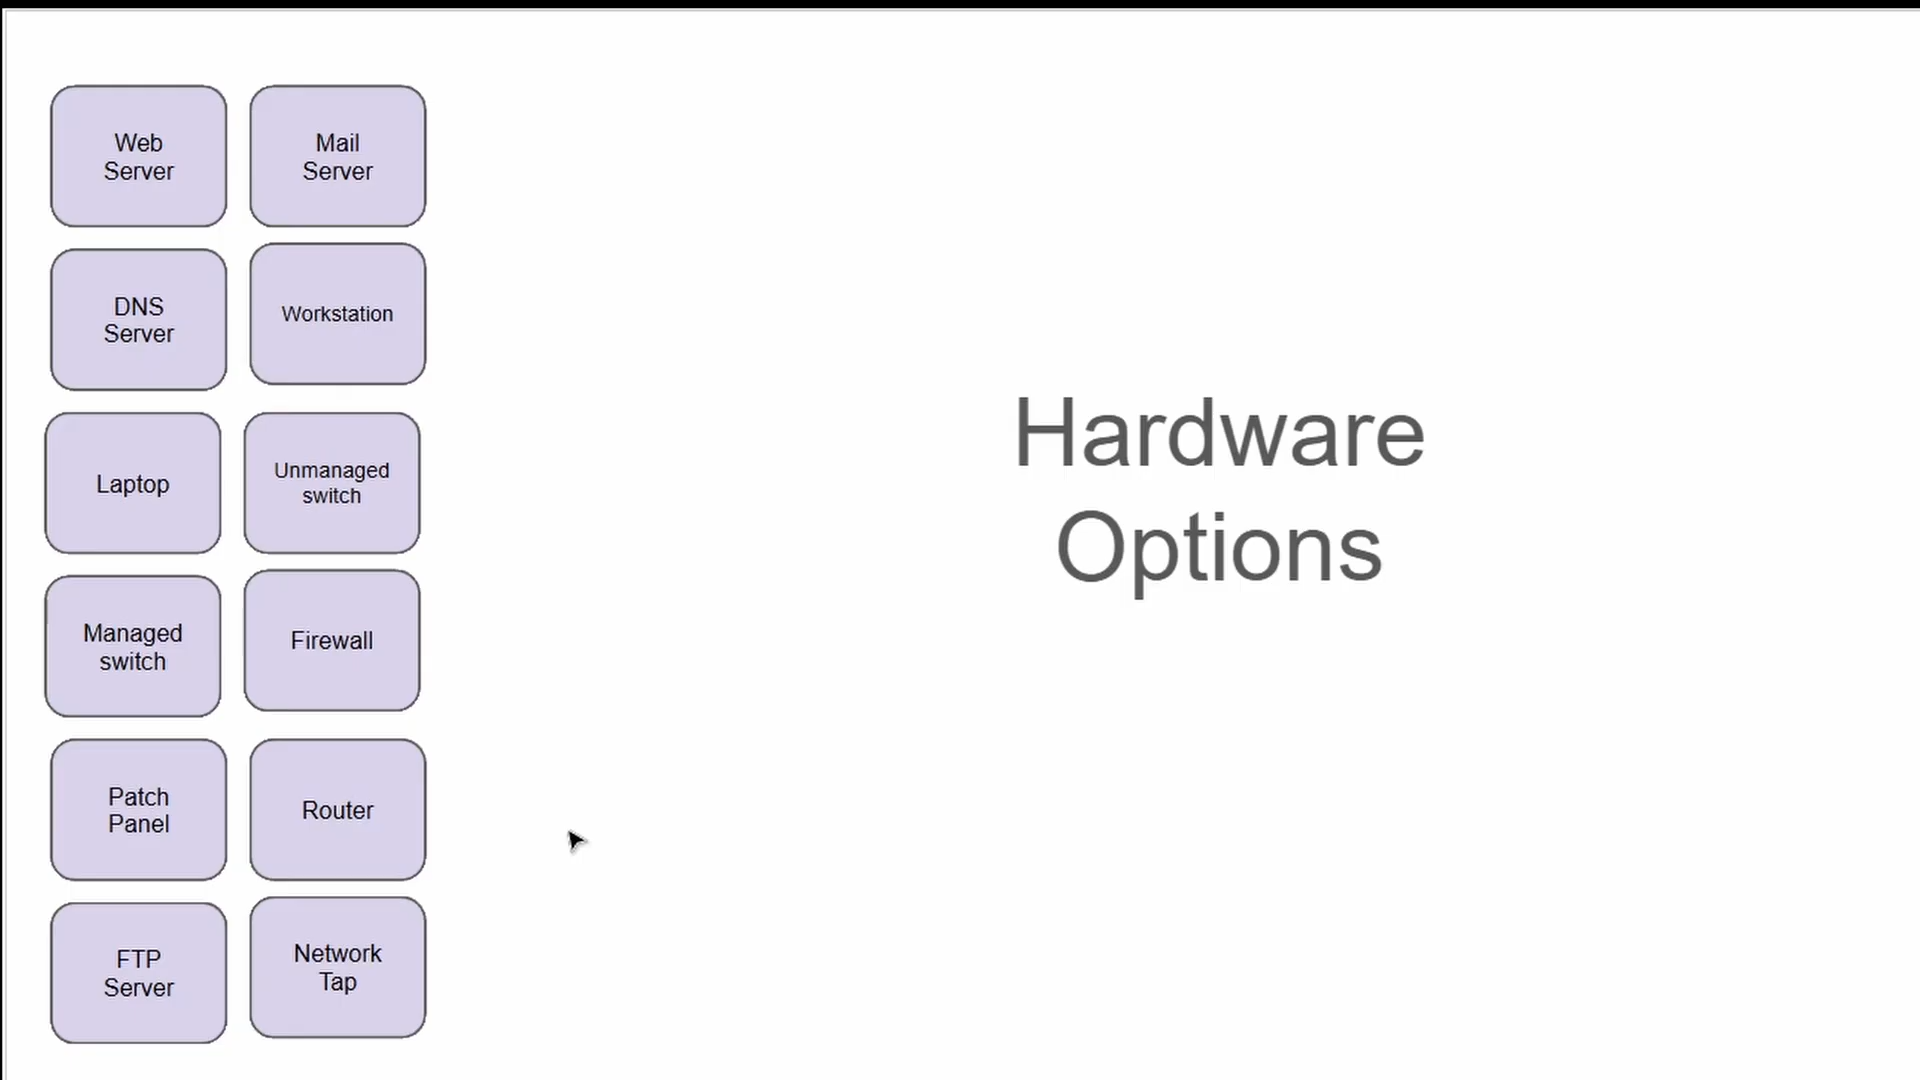 Web
Server
Mail
Server
DNS
Server
Workstation
Laptop
Unmanaged
switch
Managed
switch
Firewall
Patch
Panel
Router
FTP
Server
Network
Tap
Hardware
Options